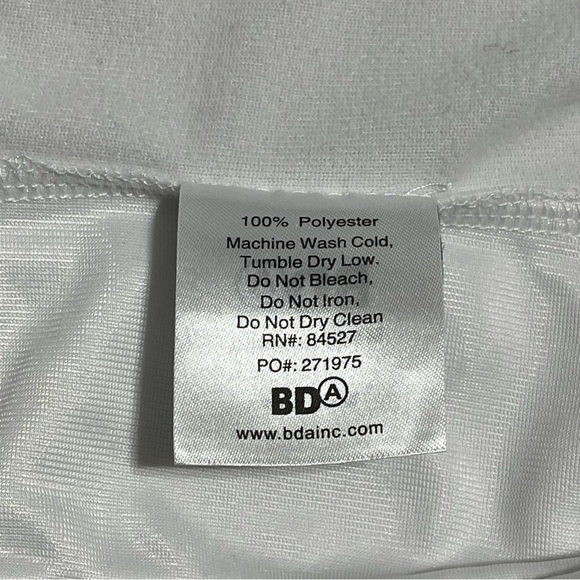 100% Polyester
Machine Wash Cold,
Tumble Dry Low.
Do Not Bleach,
Do Not Iron,
Do Not Dry Clean
RN#: 84527
PO#: 271975
BDA
www.bdainc.com